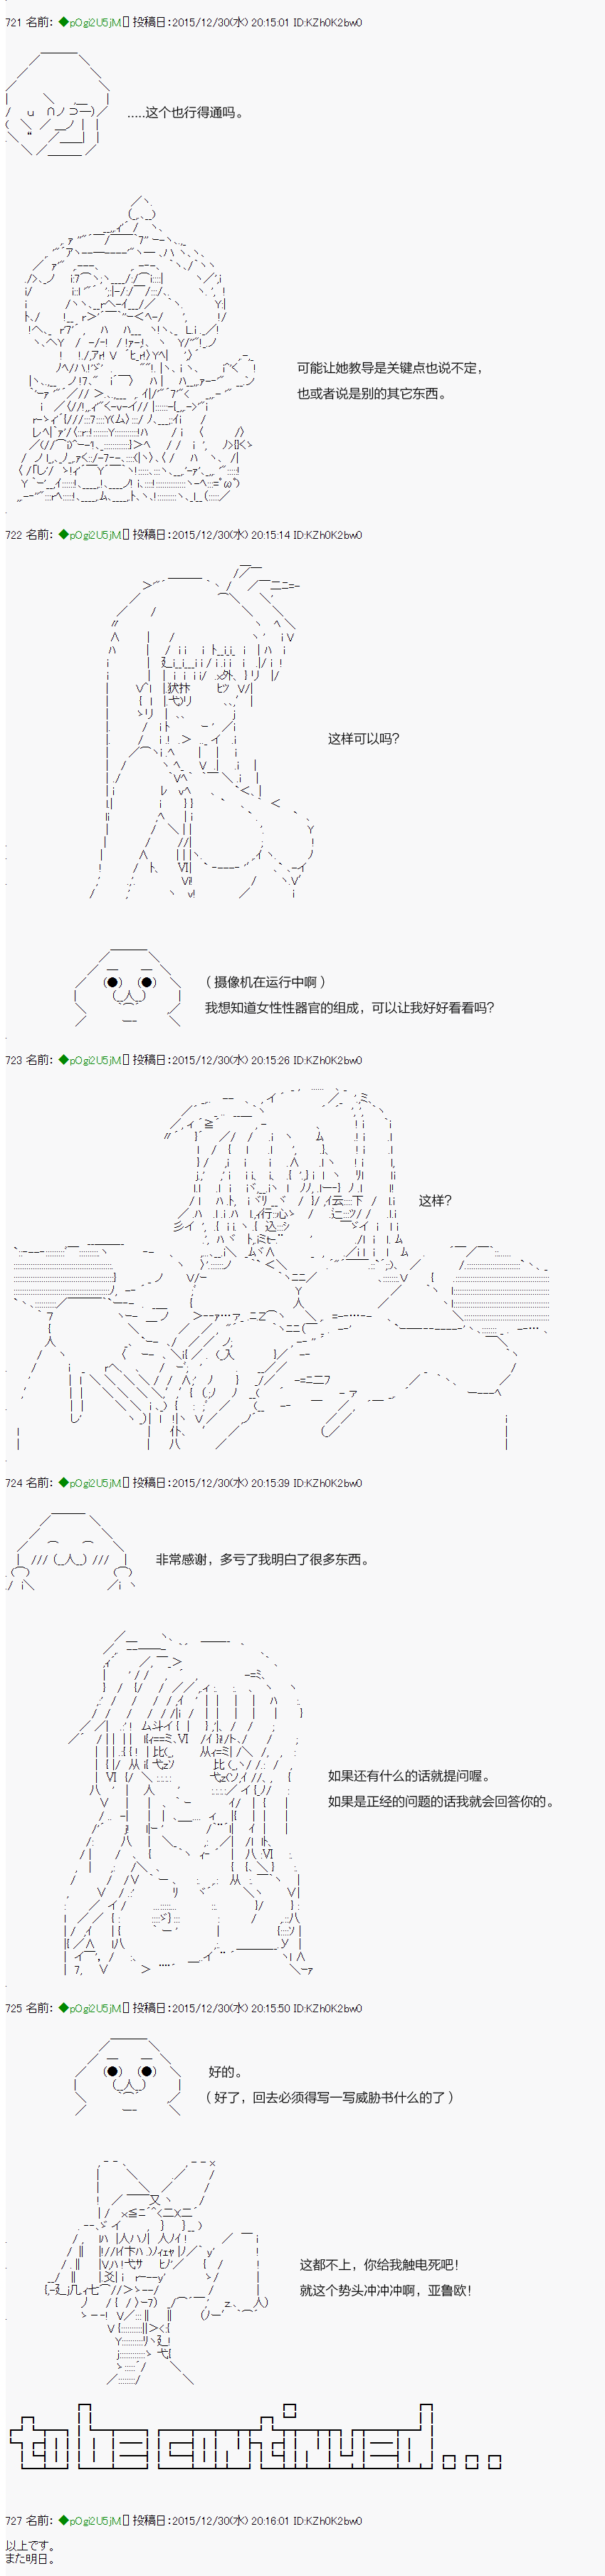 721 名前: ◆pOgi2U5jM.[] 投稿日:2015/12/30(水) 20:15:01 ID:KZh0K2bw0
.....这个也行得通吗。
可能让她教导是关键点也说不定，
也或者说是别的其它东西。
722 名前: ◆pOgi2U5jM.[] 投稿日:2015/12/30(水) 20:15:14 ID:KZh0K2bw0
这样可以吗?
（摄像机在运行中啊）
我想知道女性性器官的组成，可以让我好好看看吗?
723 名前: ◆pOgi2U5jM.[] 投稿日:2015/12/30(水) 20:15:26 ID:KZh0K2bw0
这样?
724 名前: ◆pOgi2U5jM.[] 投稿日:2015/12/30(水) 20:15:39 ID:KZh0K2bw0
非常感谢，多亏了我明白了很多东西。
如果还有什么的话就提问喔。
如果是正经的问题的话我就会回答你的。
725 名前: ◆pOgi2U5jM.[] 投稿日:2015/12/30(水) 20:15:50 ID:KZh0K2bw0
好的。
（好了，回去必须得写一写威胁书什么的了）
这都不上，你给我触电死吧!
就这个势头冲冲冲啊，亚鲁欧!
727 名前: ◆pOgi2U5jM.[] 投稿日:2015/12/30(水) 20:16:01 ID:KZh0K2bw0
以上です。
また明日。